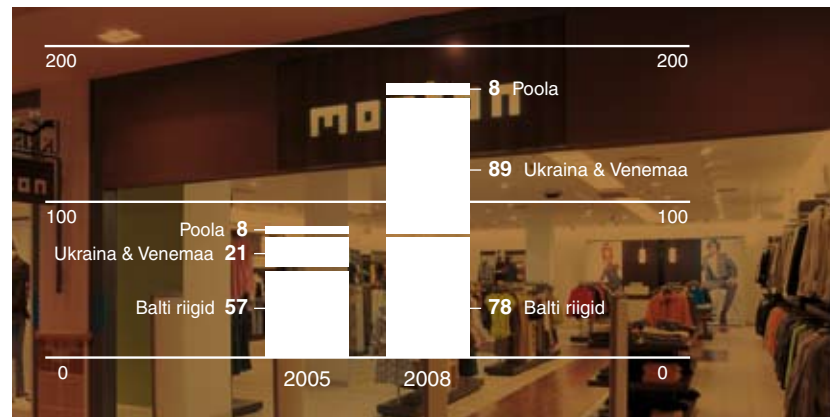 200 200
8 Poola
89 Ukraina & Venemaa
100 100
Poola 8
Ukraina & Venemaa 21
Balti riigid 57
78 Balti riigid
0 0
2005 2008